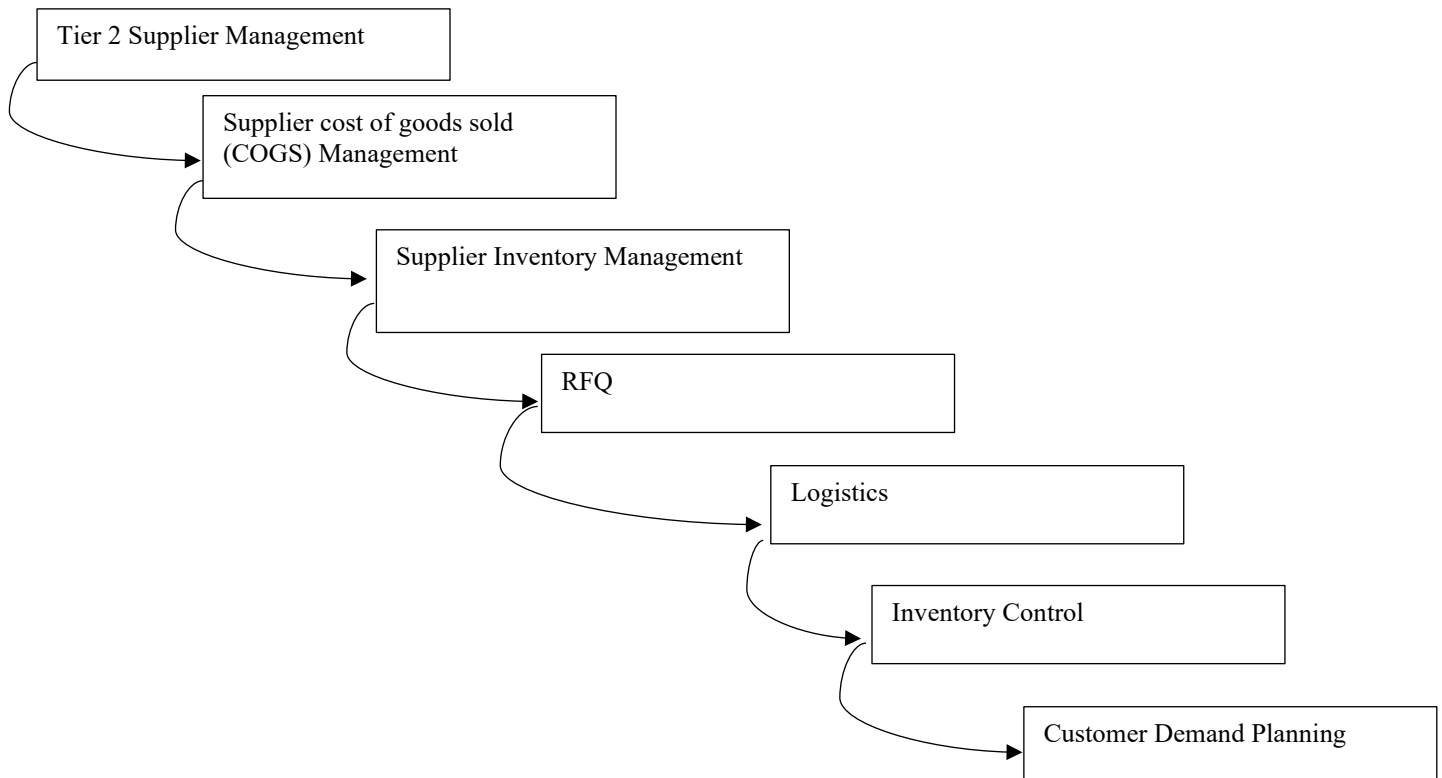 Tier 2 Supplier Management
Supplier cost of goods sold
(COGS) Management
Supplier Inventory Management
RFQ
Logistics
Inventory Control
Customer Demand Planning